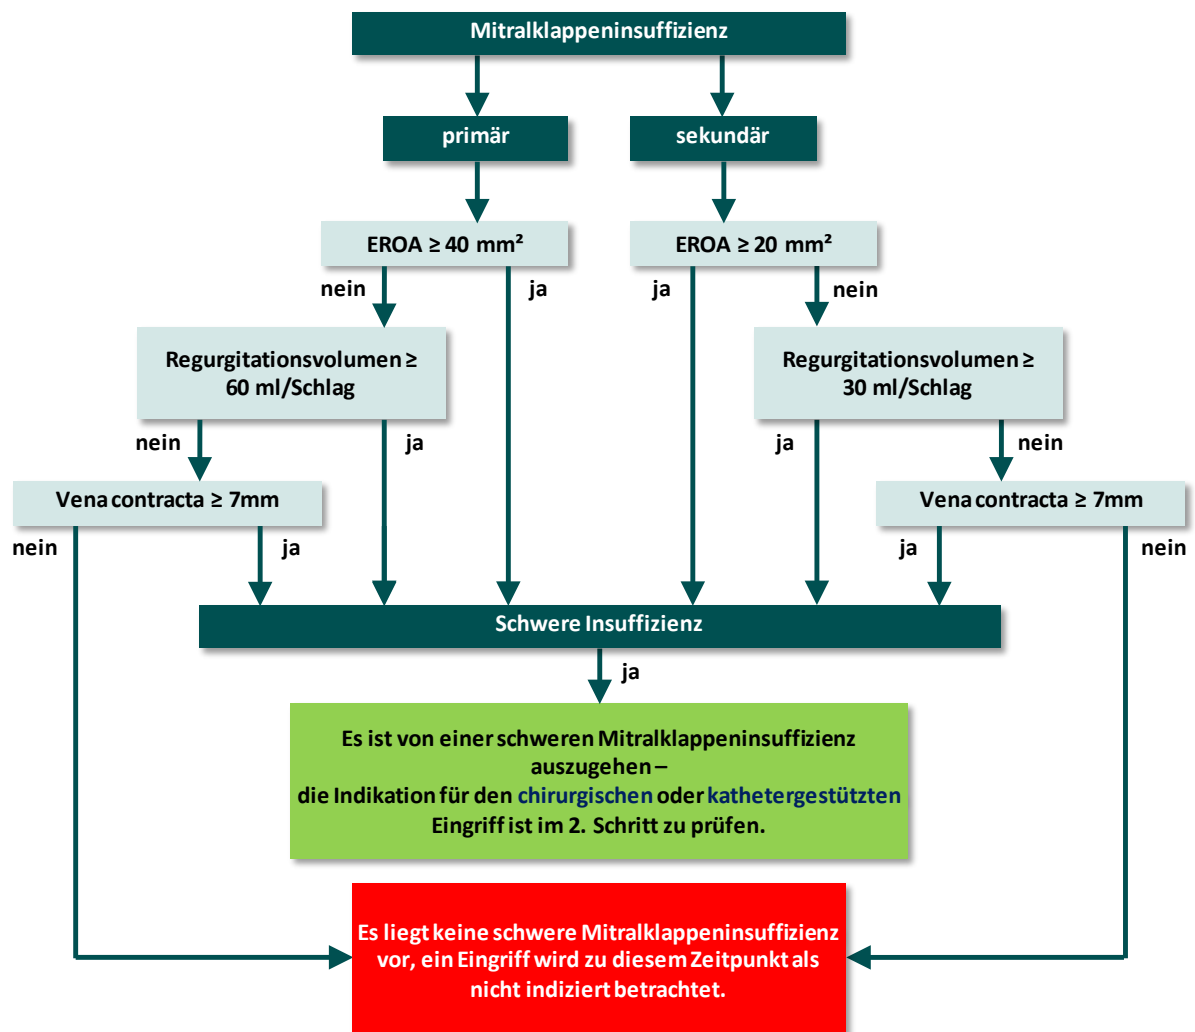 Mitralklappeninsuffizienz
primär
sekundär
EROA ≥ 40 mm²
EROA ≥ 20 mm²
nein
ja
ja
nein
Regurgitationsvolumen ≥
60 ml/Schlag
Regurgitationsvolumen ≥
30 ml/Schlag
nein
ja
ja
nein
Vena contracta ≥ 7mm
Vena contracta ≥ 7mm
nein
ja
ja
nein
Schwere Insuffizienz
ja
Es ist von einer schweren Mitralklappeninsuffizienz
auszugehen –
die Indikation für den chirurgischen oder kathetergestützten
Eingriff ist im 2. Schritt zu prüfen.
Es liegt keine schwere Mitralklappeninsuffizienz
vor, ein Eingriff wird zu diesem Zeitpunkt als
nicht indiziert betrachtet.